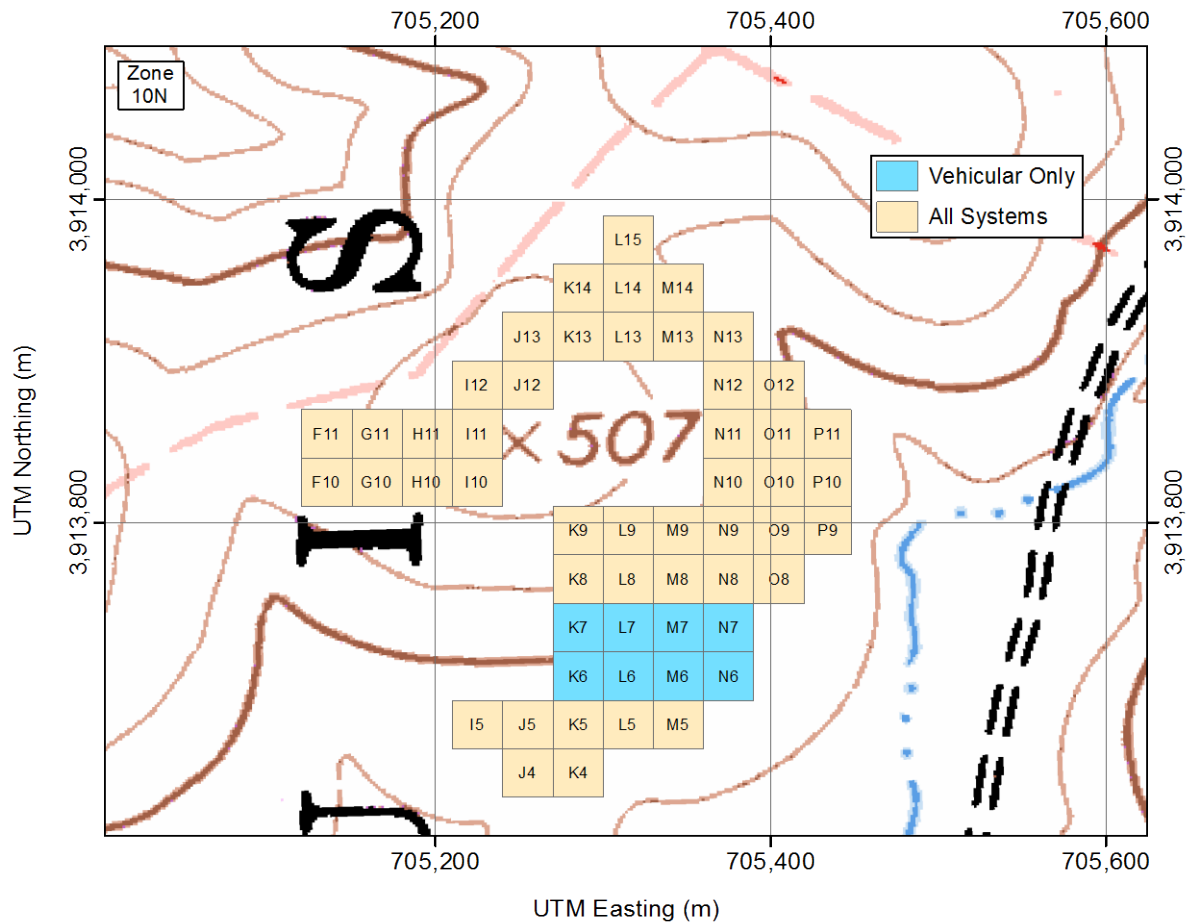 705,200 705,400 705,600
Zone
10N
3,914,000
3,914,000
Vehicular Only
All Systems
S
L15
K14 L14 M14
J13 K13 L13 M13 N13
I12 J12 N12 O12
F11 G11 H11 I11 N11 O11 P11
× 507
F10 G10 H10 I10 N10 O10 P10
UTM Northing (m)
3,913,800
3,913,800
K9 L9 M9 N9 O9 P9
K8 L8 M8 N8 O8
K7 L7 M7 N7
K6 L6 M6 N6
I5 J5 K5 L5 M5
J4 K4
705,200 705,400 705,600
UTM Easting (m)